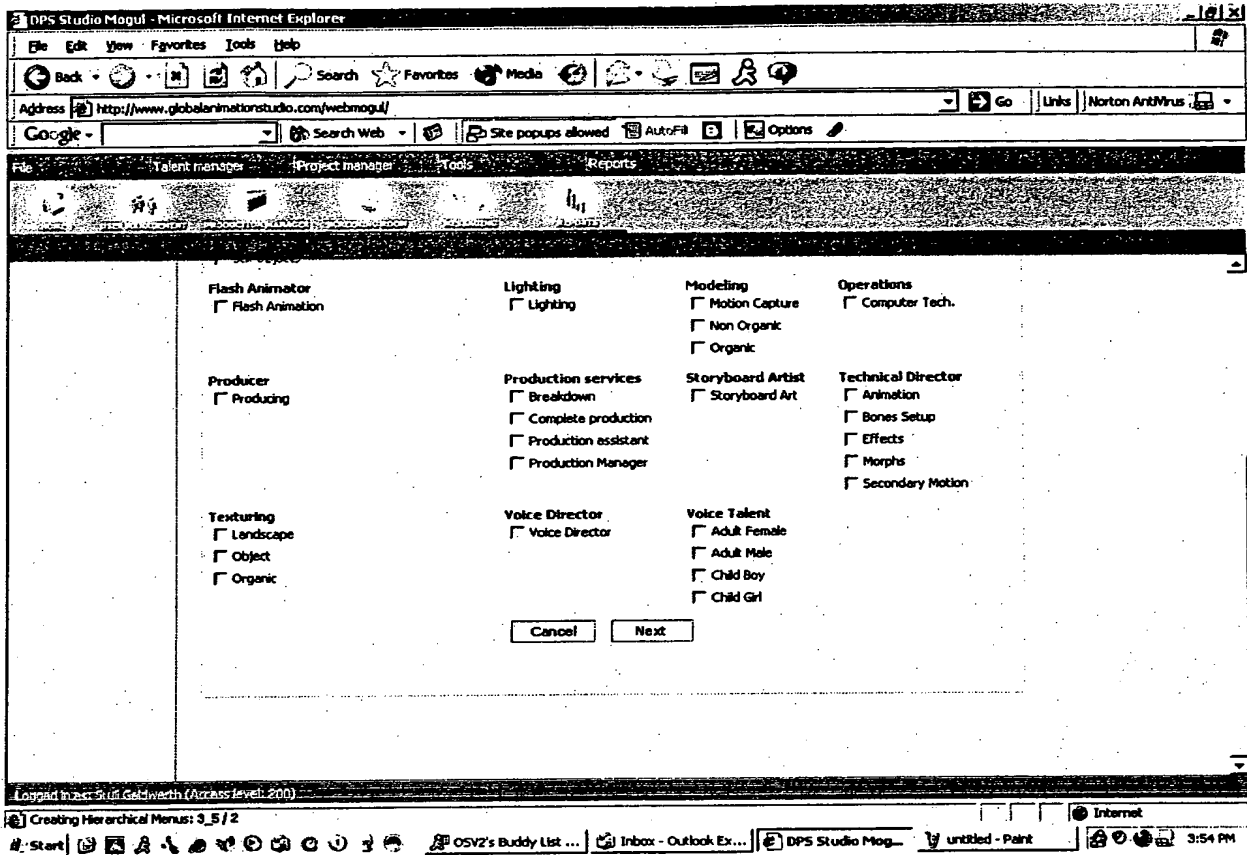 DPS Studio Mogul - Microsoft Internet Explorer
File Edit View Favorites Tools Help
Back Search Favorites Media
Address http://www.globalanimationstudio.com/webmogul/ Go Links Norton AntiVirus
Google Search Web Site popups allowed AutoFill Options
File Talent manager Project manager Tools Reports
Flash Animator Lighting Modeling Operations
Flash Animation Lighting Motion Capture Computer Tech.
Non Organic
Organic
Producer Production services Storyboard Artist Technical Director
Producing Breakdown Storyboard Art Animation
Complete production Bones Setup
Production assistant Effects
Production Manager Morphs
Secondary Motion
Texturing Voice Director Voice Talent
Landscape Voice Director Adult Female
Object Adult Male
Organic Child Boy
Child Girl
Cancel Next
Logged in as: (Access level: 200)
Creating Hierarchical Menus: 3_5 / 2 Internet
Start OSV2's Buddy List ... Inbox - Outlook Ex... DPS Studio Mog... untitled - Paint 3:54 PM